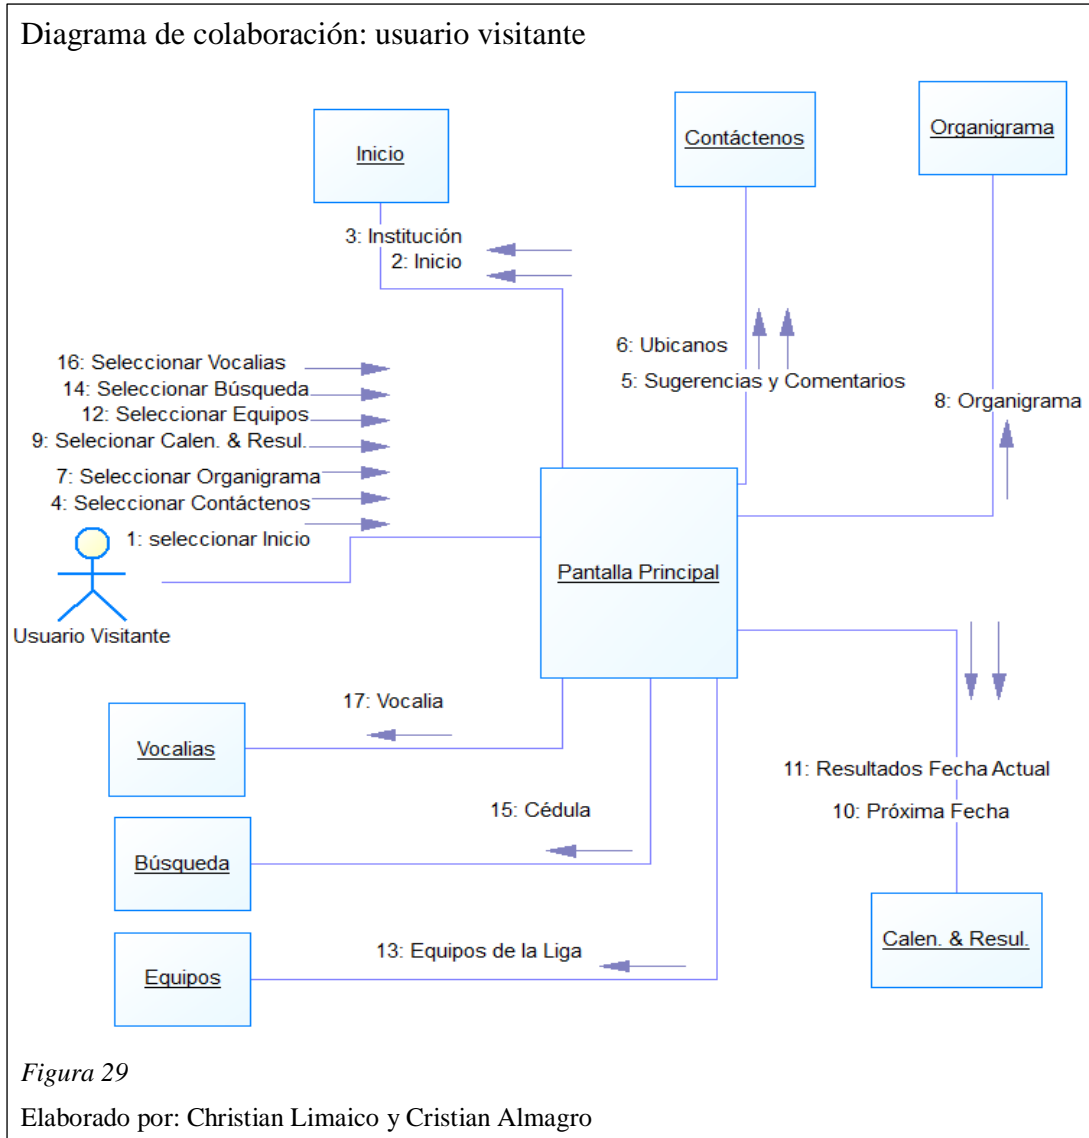 Diagrama de colaboración: usuario visitante
Inicio
Contáctenos
Organigrama
3: Institución
2: Inicio
16: Seleccionar Vocalias
14: Seleccionar Búsqueda
12: Seleccionar Equipos
9: Selecionar Calen. & Resul.
7: Seleccionar Organigrama
4: Seleccionar Contáctenos
1: seleccionar Inicio
6: Ubicanos
5: Sugerencias y Comentarios
8: Organigrama
Usuario Visitante
Pantalla Principal
17: Vocalia
Vocalias
15: Cédula
Búsqueda
13: Equipos de la Liga
Equipos
11: Resultados Fecha Actual
10: Próxima Fecha
Calen. & Resul.
Figura 29
Elaborado por: Christian Limaico y Cristian Almagro